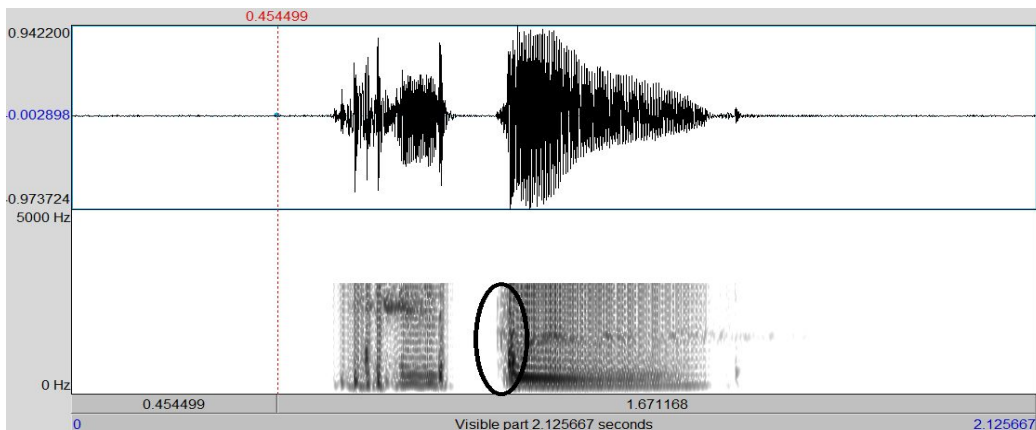 0.454499
0.942200
-0.002898
-0.973724
5000 Hz
0 Hz
0.454499 1.671168
0 Visible part 2.125667 seconds 2.125667